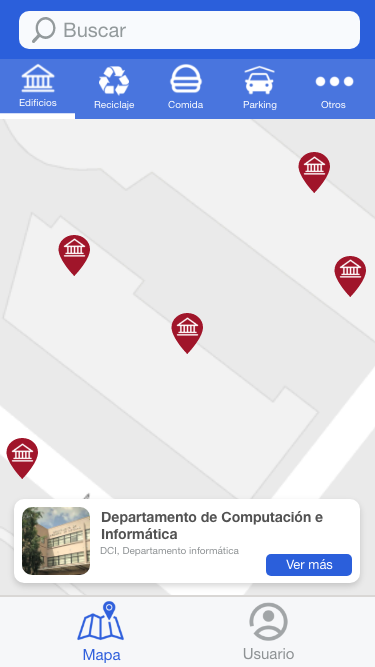 Buscar
Edificios
Reciclaje
Comida
Parking
Otros
Departamento de Computación e
Informática
DCI, Departamento informática
Ver más
Mapa
Usuario